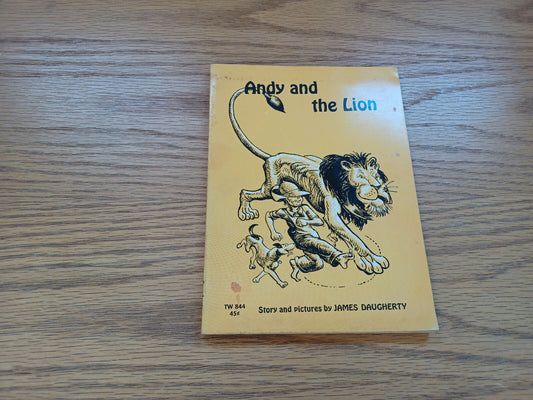 Andy and
the Lion
TW 844
45¢
Story and pictures by JAMES DAUGHERTY